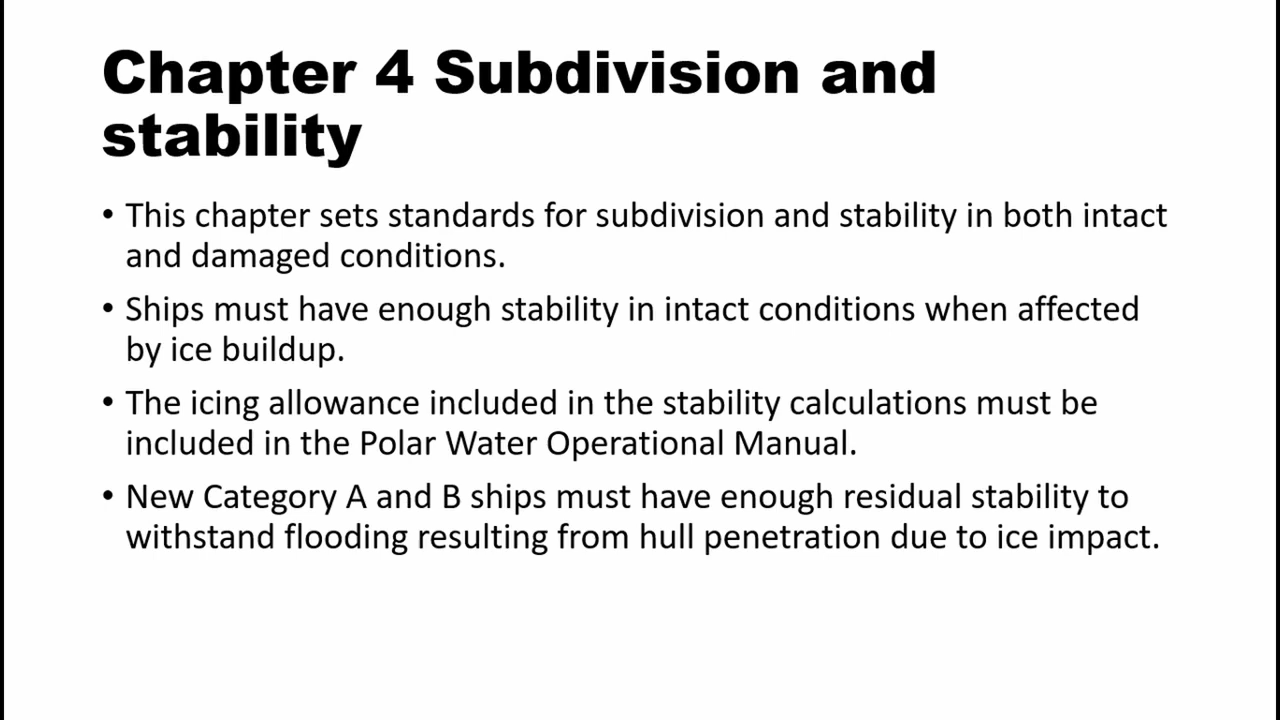 Chapter 4 Subdivision and
stability
• This chapter sets standards for subdivision and stability in both intact
and damaged conditions.
• Ships must have enough stability in intact conditions when affected
by ice buildup.
• The icing allowance included in the stability calculations must be
included in the Polar Water Operational Manual.
• New Category A and B ships must have enough residual stability to
withstand flooding resulting from hull penetration due to ice impact.